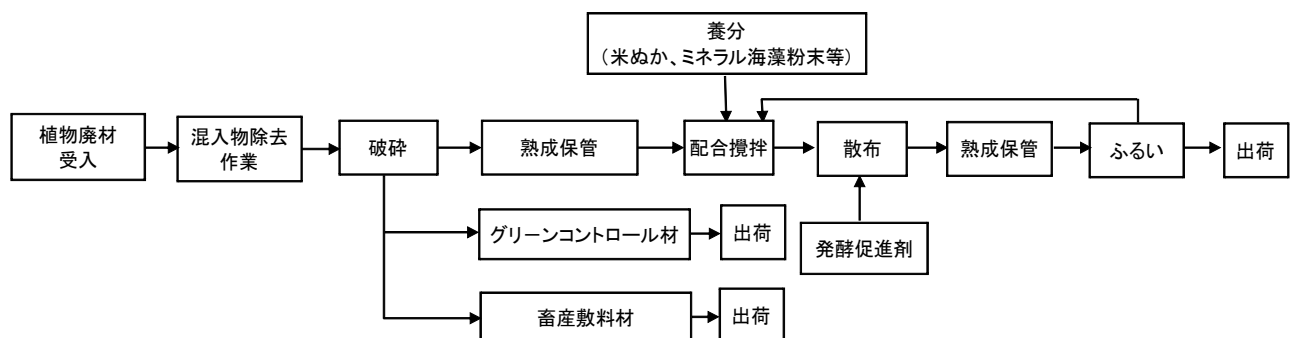 養分
（米ぬか、ミネラル海藻粉末等）
植物廃材
受入
混入物除去
作業
破砕
熟成保管
配合攪拌
散布
熟成保管
ふるい
出荷
グリーンコントロール材
出荷
発酵促進剤
畜産敷料材
出荷